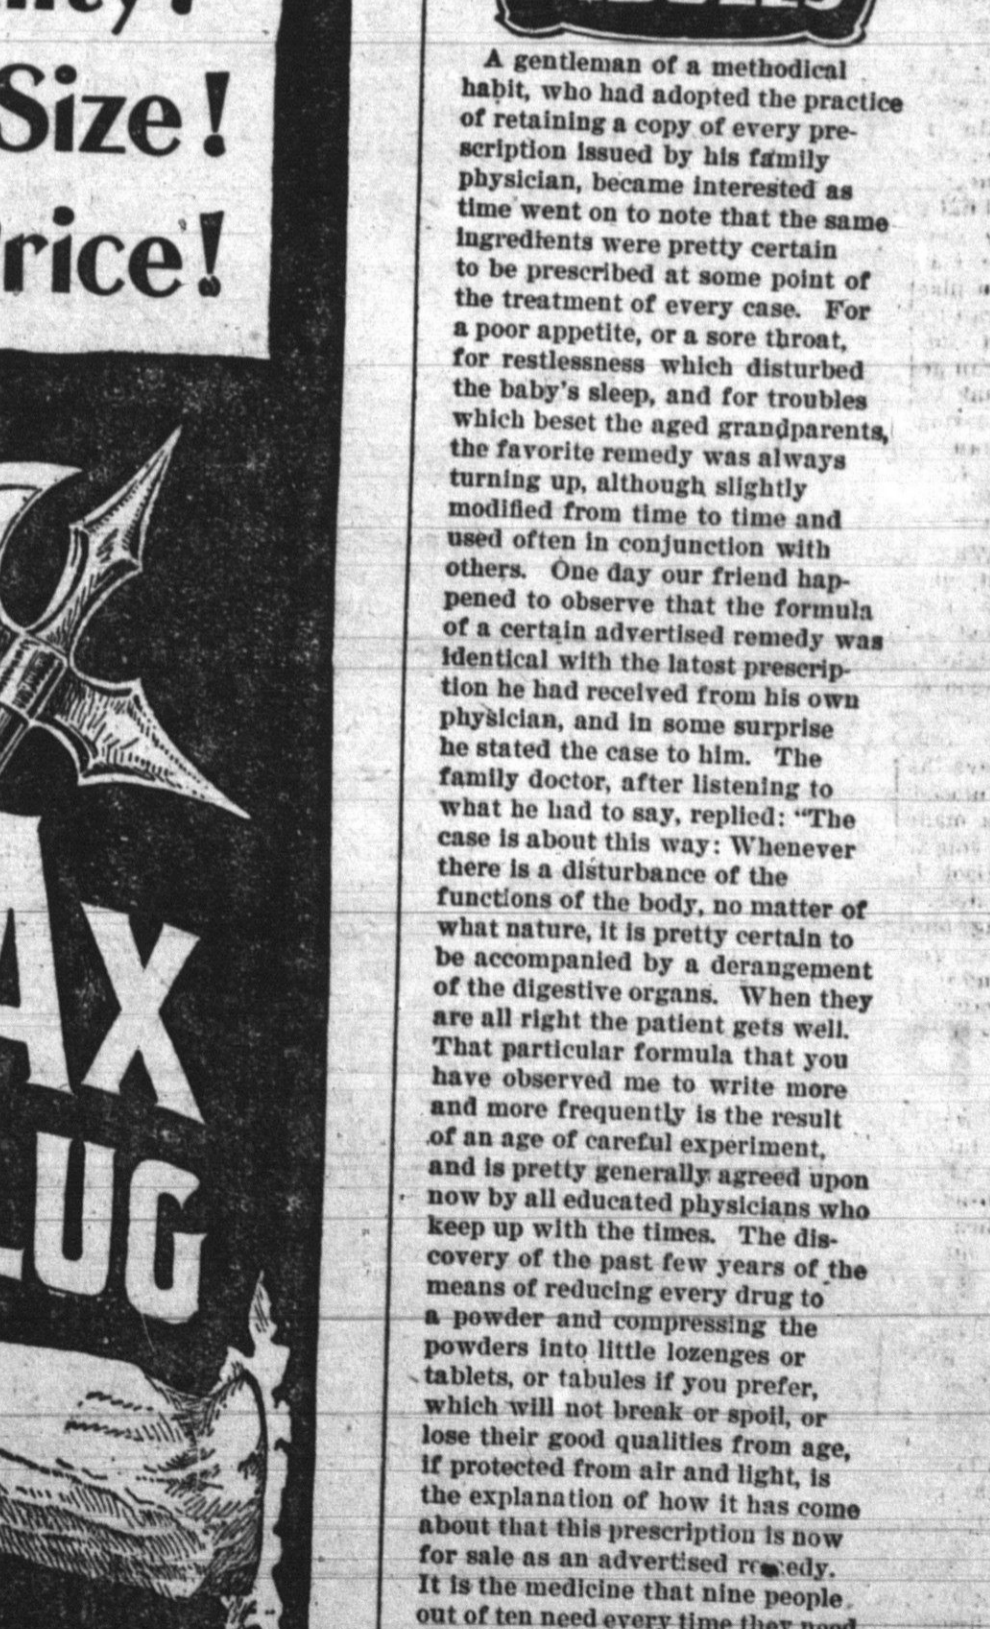 Size!
rice!
AX
LUG
A gentleman of a methodical
habit, who had adopted the practice
of retaining a copy of every pre-
scription issued by his family
physician, became interested as
time went on to note that the same
ingredients were pretty certain
to be prescribed at some point of
the treatment of every case. For
a poor appetite, or a sore throat,
for restlessness which disturbed
the baby's sleep, and for troubles
which beset the aged grandparents,
the favorite remedy was always
turning up, although slightly
modified from time to time and
used often in conjunction with
others. One day our friend hap-
pened to observe that the formula
of a certain advertised remedy was
identical with the latest prescrip-
tion he had received from his own
physician, and in some surprise
he stated the case to him. The
family doctor, after listening to
what he had to say, replied: "The
case is about this way: Whenever
there is a disturbance of the
functions of the body, no matter of
what nature, it is pretty certain to
be accompanied by a derangement
of the digestive organs. When they
are all right the patient gets well.
That particular formula that you
have observed me to write more
and more frequently is the result
of an age of careful experiment,
and is pretty generally agreed upon
now by all educated physicians who
keep up with the times. The dis-
covery of the past few years of the
means of reducing every drug to
a powder and compressing the
powders into little lozenges or
tablets, or tabules if you prefer,
which will not break or spoil, or
lose their good qualities from age,
if protected from air and light, is
the explanation of how it has come
about that this prescription is now
for sale as an advertised remedy.
It is the medicine that nine people
out of ten need every time they need